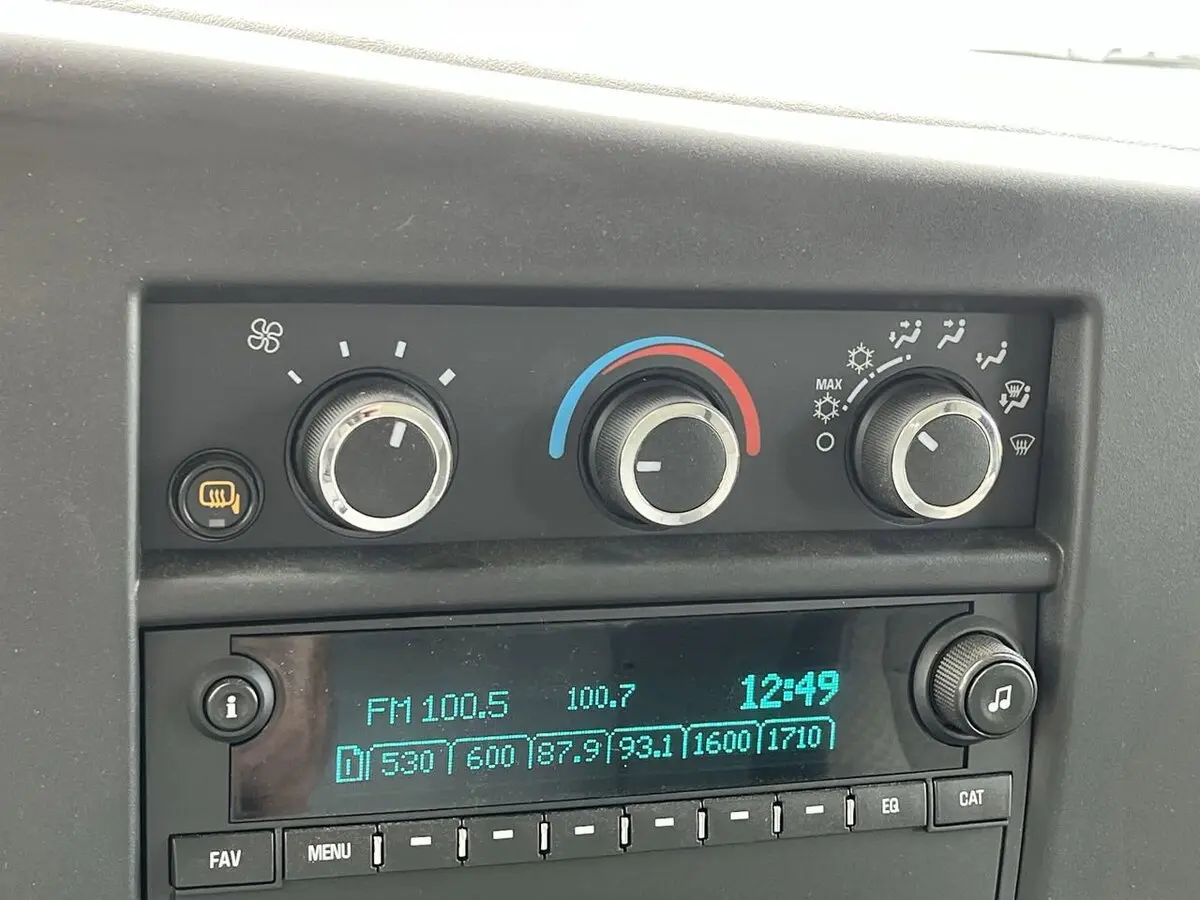 MAX
FM 100.5 100.7 12:49
1 530 600 87.9 93.1 1600 1710
i
FAV MENU EQ CAT